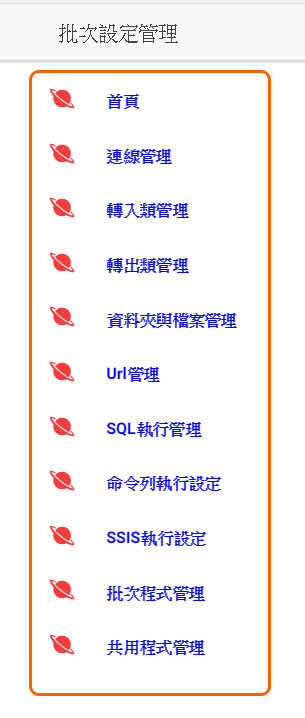 批次設定管理
首頁
連線管理
轉入類管理
轉出類管理
資料夾與檔案管理
Url管理
SQL執行管理
命令列執行設定
SSIS執行設定
批次程式管理
共用程式管理